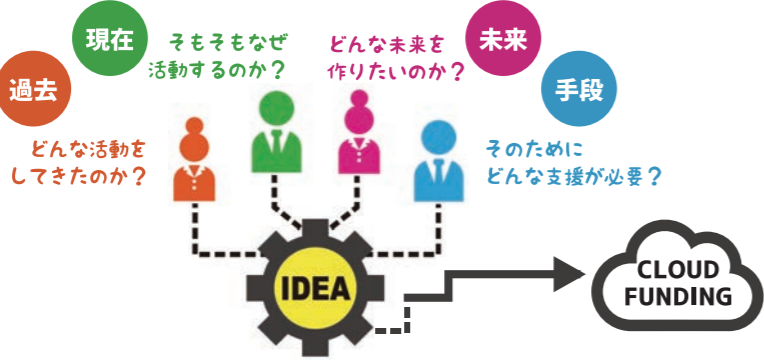 過去
どんな活動を
してきたのか？
現在
そもそもなぜ
活動するのか？
どんな未来を
作りたいのか？
未来
手段
そのために
どんな支援が必要？
IDEA
CLOUD
FUNDING